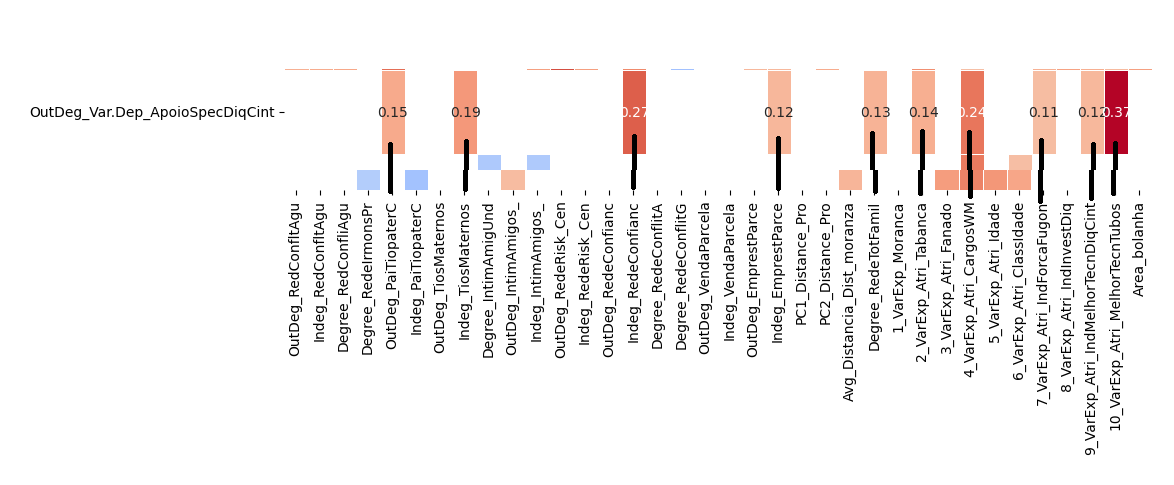 OutDeg_Var.Dep_ApoioSpecDiqCint
0.15
0.19
0.27
0.12
0.13
0.14
0.24
0.11
0.12
0.37
OutDeg_RedConfltAgu
Indeg_RedConfltAgu
Degree_RedConfliAgu
Degree_RedeIrmonsPr
OutDeg_PaiTiopaterC
Indeg_PaiTiopaterC
OutDeg_TiosMaternos
Indeg_TiosMaternos
Degree_IntimAmigUnd
OutDeg_IntimAmigos_
Indeg_IntimAmigos_
OutDeg_RedeRisk_Cen
Indeg_RedeRisk_Cen
OutDeg_RedeConfianc
Indeg_RedeConfianc
Degree_RedeConflitA
Degree_RedeConflitG
OutDeg_VendaParcela
Indeg_VendaParcela
OutDeg_EmprestParce
Indeg_EmprestParce
PC1_Distance_Pro
PC2_Distance_Pro
Avg_Distancia_Dist_moranza
Degree_RedeTotFamil
1_VarExp_Moranca
2_VarExp_Atri_Tabanca
3_VarExp_Atri_Fanado
4_VarExp_Atri_CargosWM
5_VarExp_Atri_Idade
6_VarExp_Atri_ClassIdade
7_VarExp_Atri_IndForcaFugon
8_VarExp_Atri_IndInvestDiq
9_VarExp_Atri_IndMelhorTecnDiqCint
10_VarExp_Atri_MelhorTecnTubos
Area_bolanha